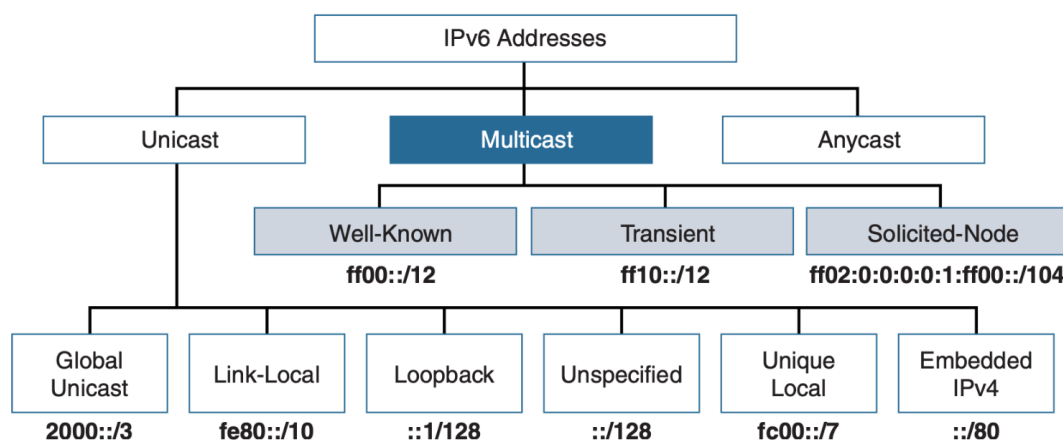 IPv6 Addresses
Unicast
Multicast
Anycast
Well-Known
Transient
Solicited-Node
ff00::/12
ff10::/12
ff02:0:0:0:0:1:ff00::/104
Global
Unicast
Link-Local
Loopback
Unspecified
Unique
Local
Embedded
IPv4
2000::/3
fe80::/10
::1/128
::/128
fc00::/7
::/80